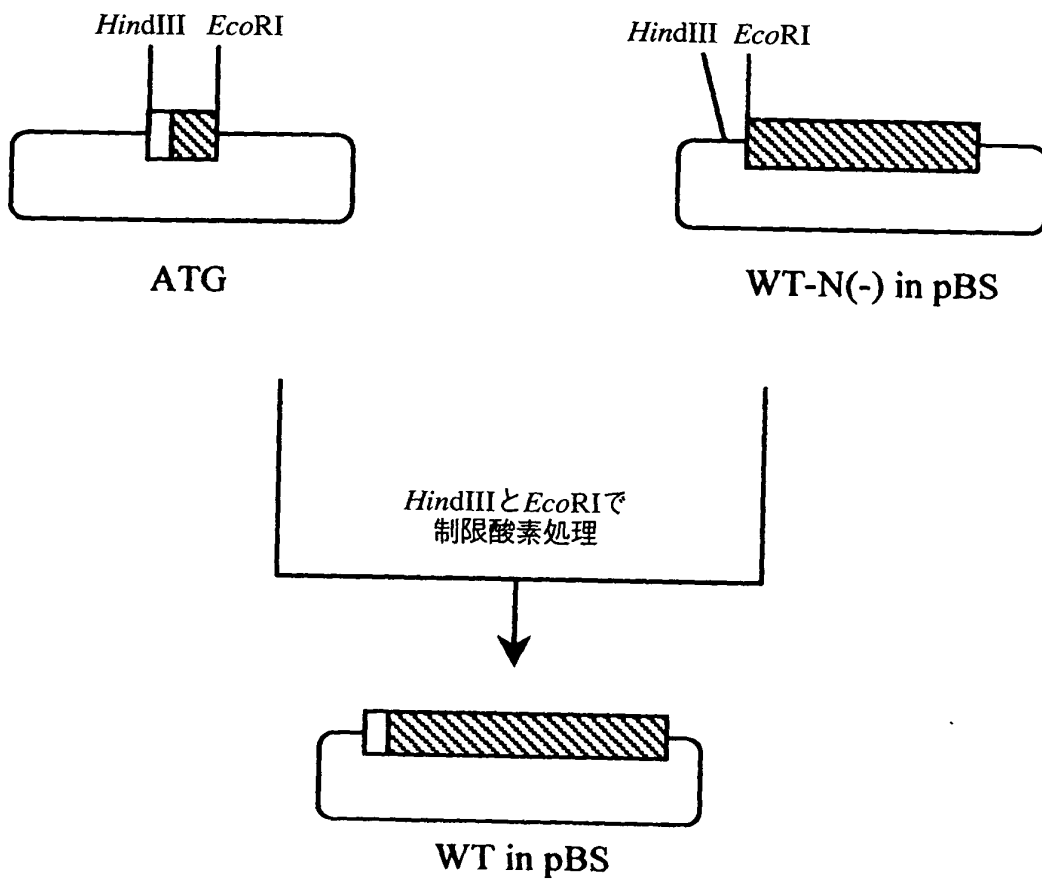 HindIII EcoRI
HindIII EcoRI
ATG
WT-N(-) in pBS
HindIIIとEcoRIで
制限酸素処理
WT in pBS